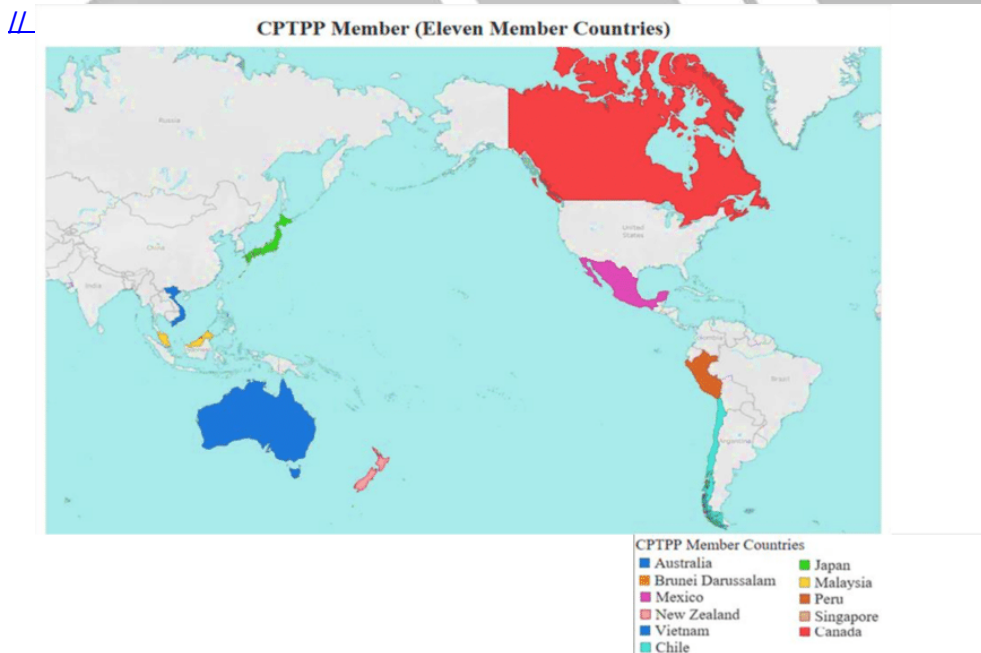 //
CPTPP Member (Eleven Member Countries)
Russia
China
India
United
States
Brazil
Argentina
CPTPP Member Countries
Australia
Brunei Darussalam
Mexico
New Zealand
Vietnam
Chile
Japan
Malaysia
Peru
Singapore
Canada